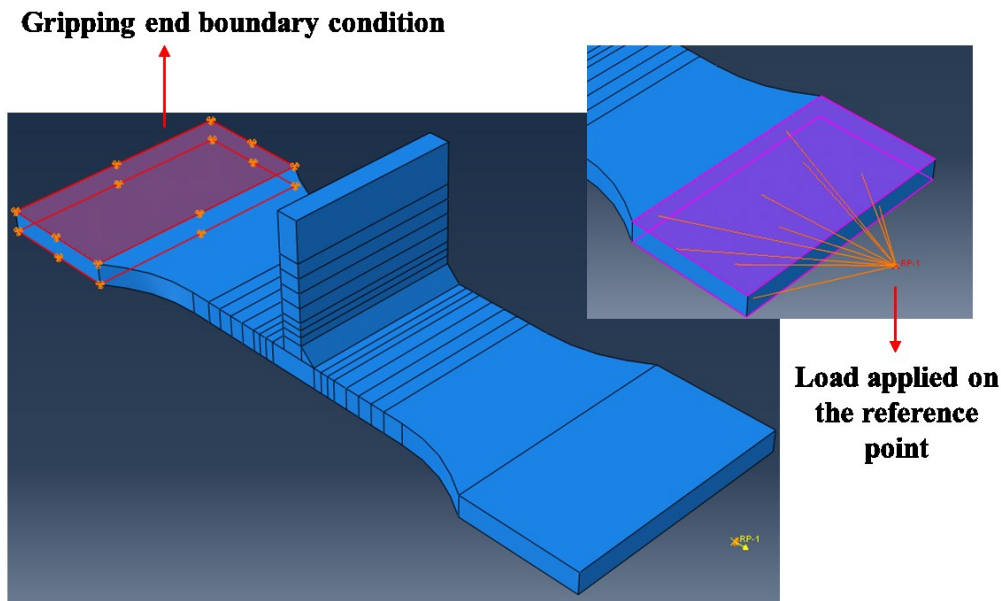 Gripping end boundary condition
RP-1
Load applied on
the reference
point
RP-1